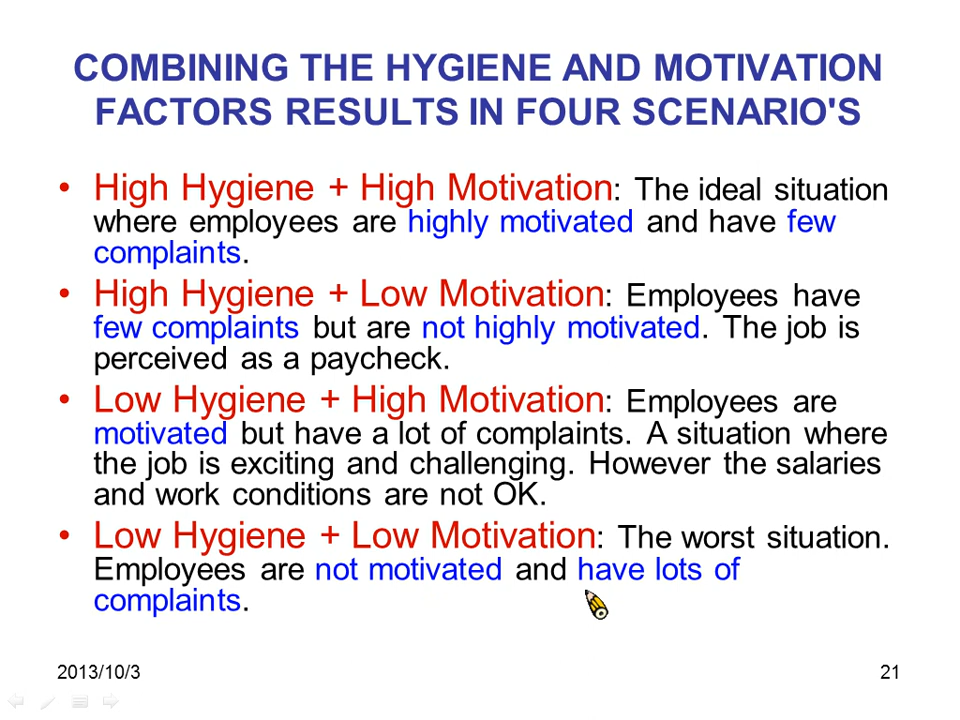 COMBINING THE HYGIENE AND MOTIVATION
FACTORS RESULTS IN FOUR SCENARIO'S
• High Hygiene + High Motivation: The ideal situation
where employees are highly motivated and have few
complaints.
• High Hygiene + Low Motivation: Employees have
few complaints but are not highly motivated. The job is
perceived as a paycheck.
• Low Hygiene + High Motivation: Employees are
motivated but have a lot of complaints. A situation where
the job is exciting and challenging. However the salaries
and work conditions are not OK.
• Low Hygiene + Low Motivation: The worst situation.
Employees are not motivated and have lots of
complaints.
2013/10/3
21